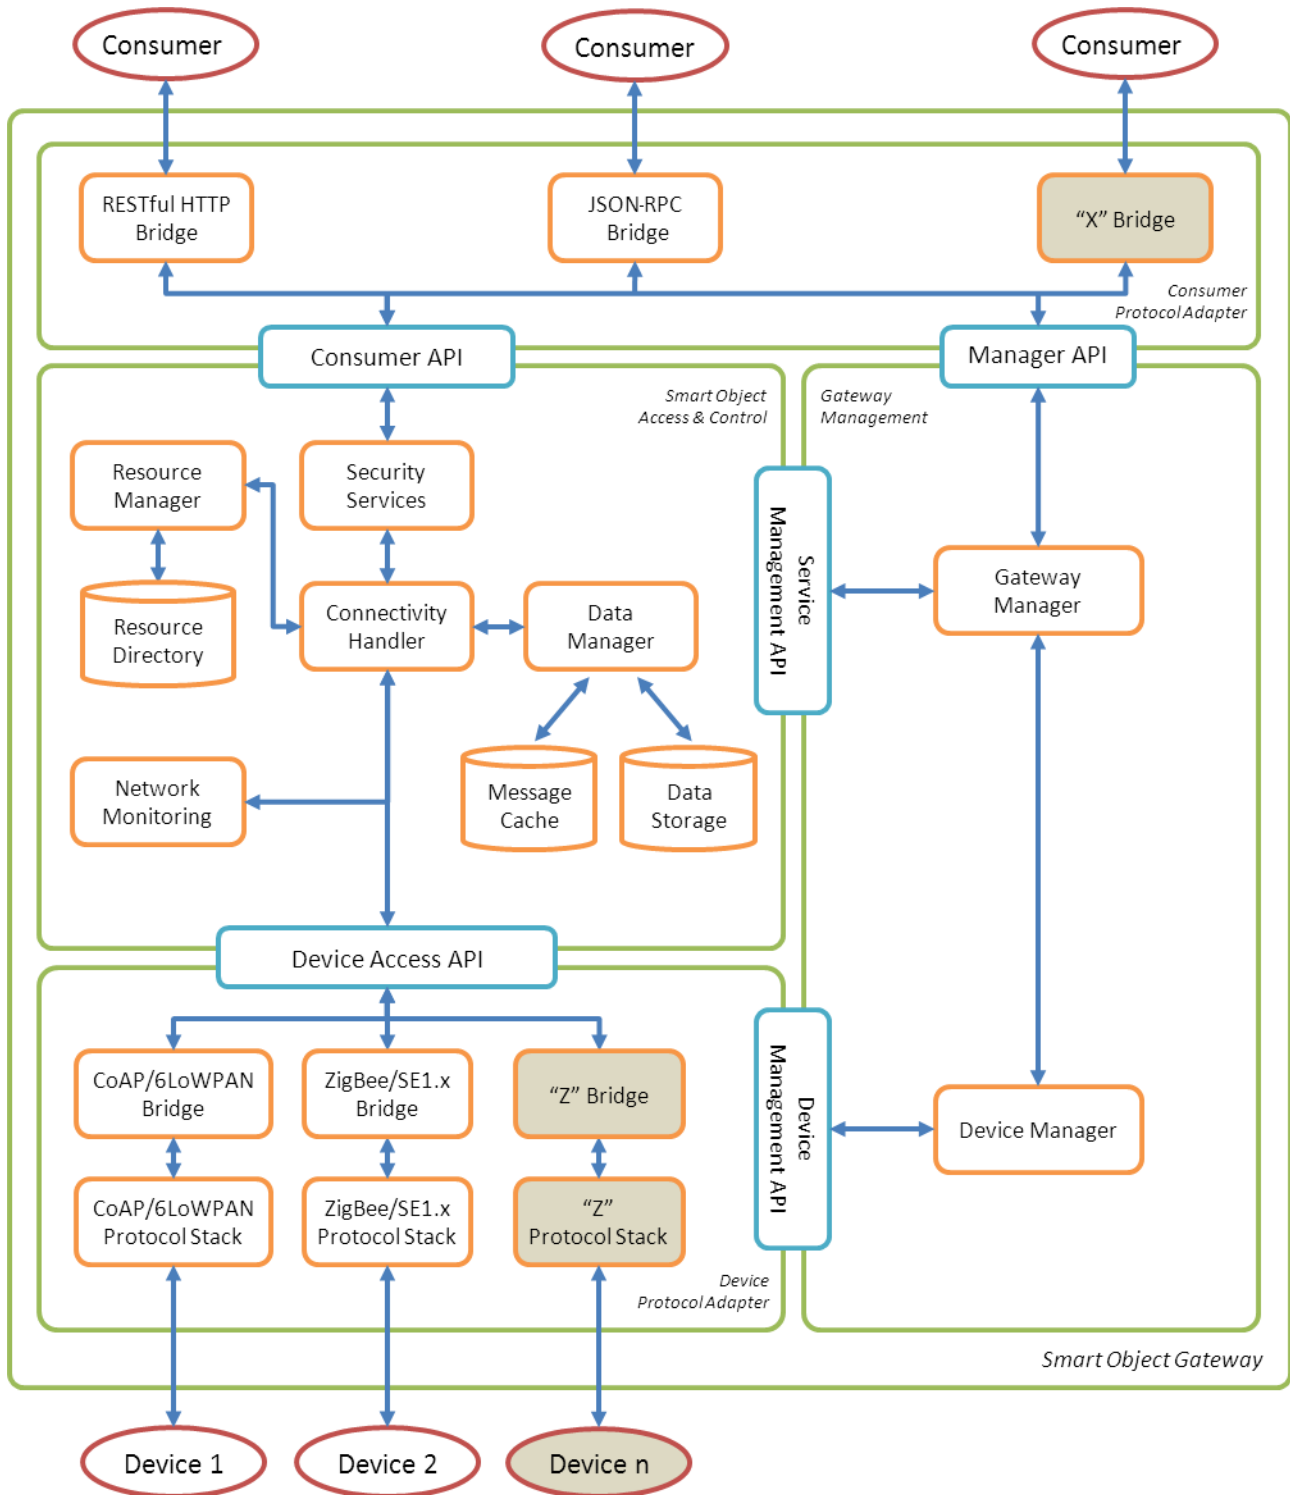 Consumer
Consumer
Consumer
RESTful HTTP
Bridge
JSON-RPC
Bridge
“X” Bridge
Consumer
Protocol Adapter
Consumer API
Manager API
Smart Object
Access & Control
Gateway
Management
Resource
Manager
Security
Services
Service
Management API
Gateway
Manager
Resource
Directory
Connectivity
Handler
Data
Manager
Network
Monitoring
Message
Cache
Data
Storage
Device Access API
CoAP/6LoWPAN
Bridge
ZigBee/SE1.x
Bridge
“Z” Bridge
Device
Management API
Device Manager
CoAP/6LoWPAN
Protocol Stack
ZigBee/SE1.x
Protocol Stack
“Z”
Protocol Stack
Device
Protocol Adapter
Smart Object Gateway
Device 1
Device 2
Device n